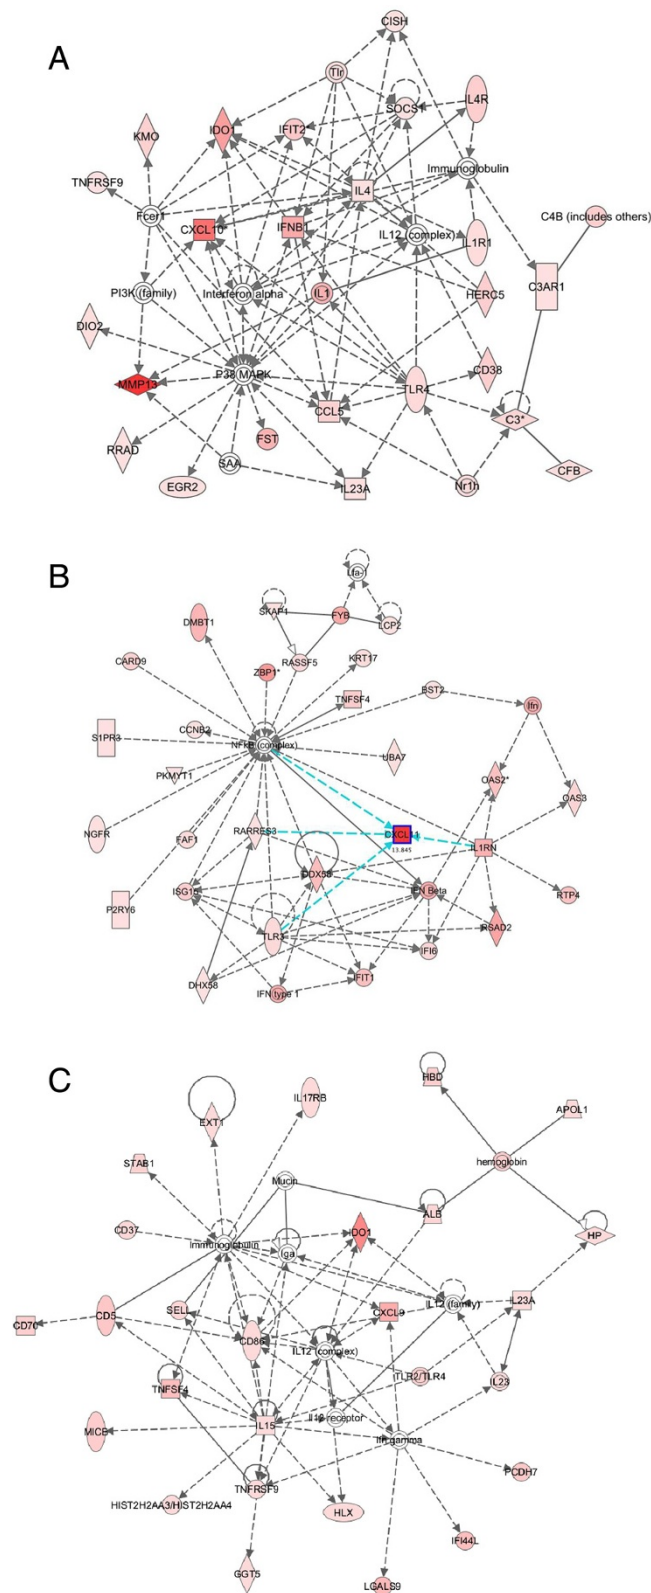 A
CISH
Tlr
SOCS1
IL4R
KMO
IDO1
IFIT2
Immunoglobulin
TNFRSF9
IL4
Fcer1
CXCL10
IFNB1
IL12 (complex)
IL1R1
C4B (includes others)
PI3K (family)
Interferon alpha
IL1
HERC5
C3AR1
DIO2
P38 MAPK
CD38
MMP13
TLR4
CCL5
C3*
RRAD
FST
SAA
CFB
EGR2
IL23A
Nr1h
B
Lfa-1
SKAP1
FYB
LCP2
DMBT1
CARD9
RASSF5
KRT17
ZBP1*
TNFSF4
BST2
Ifn
S1PR3
CCNB2
NFkB (complex)
UBA7
PKMYT1
OAS2*
OAS3
NGFR
FAF1
RARRES3
CXCL11
13.845
IL1RN
DDX58
ISG15
IFN Beta
RTP4
P2RY6
TLR3
RSAD2
IFI6
DHX58
IFIT1
IFN type 1
C
HBD
IL17RB
EXT1
APOL1
STAB1
hemoglobin
Mucin
CD37
ALB
Immunoglobulin
IDO1
HP
Iga
CD70
CD5
SELL
CXCL9
IL12 (family)
IL23A
CD86
IL12 (complex)
TNFSF4
TLR2/TLR4
IL23
MICB
IL15
Il12 receptor
Ifn gamma
PCDH7
HIST2H2AA3/HIST2H2AA4
TNFRSF9
HLX
IFI44L
GGT5
LGALS9